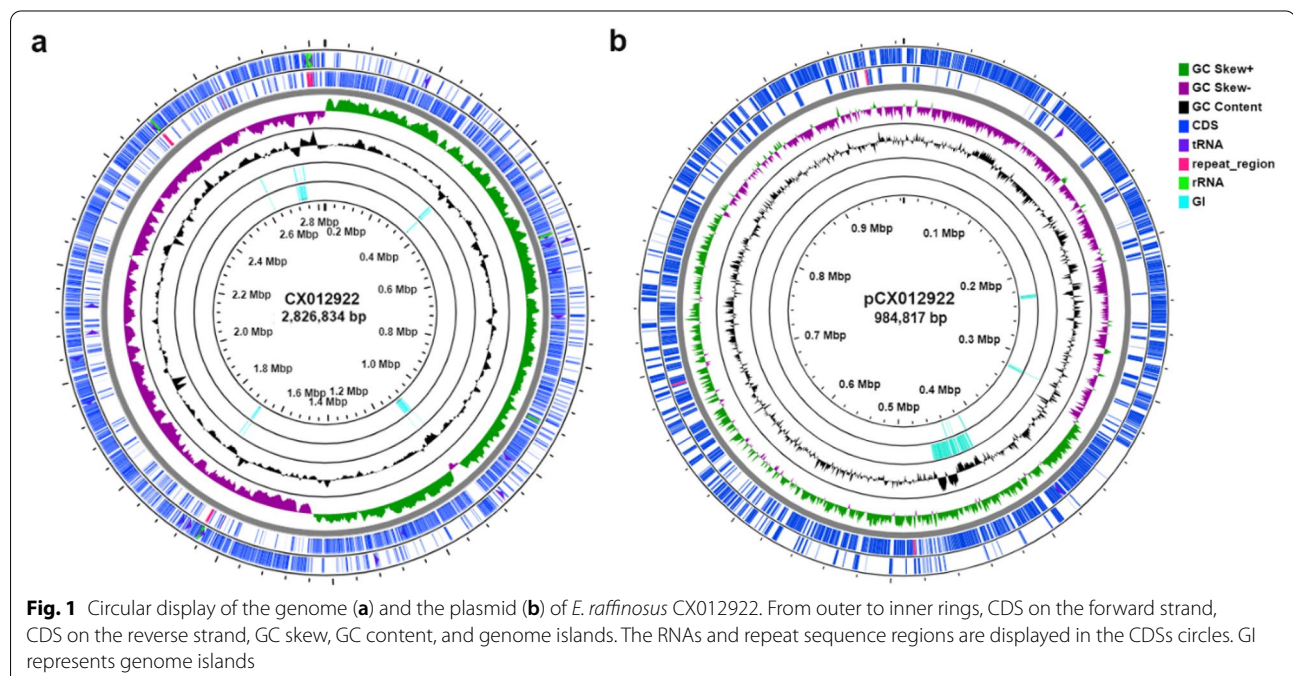 a
b
GC Skew+
GC Skew-
GC Content
CDS
tRNA
repeat_region
rRNA
GI
2.8 Mbp
0.2 Mbp
0.4 Mbp
0.6 Mbp
0.8 Mbp
1.0 Mbp
1.2 Mbp
1.4 Mbp
1.6 Mbp
1.8 Mbp
2.0 Mbp
2.2 Mbp
2.4 Mbp
2.6 Mbp
CX012922
2,826,834 bp
0.1 Mbp
0.2 Mbp
0.3 Mbp
0.4 Mbp
0.5 Mbp
0.6 Mbp
0.7 Mbp
0.8 Mbp
0.9 Mbp
pCX012922
984,817 bp
Fig. 1 Circular display of the genome (a) and the plasmid (b) of E. raffinosus CX012922. From outer to inner rings, CDS on the forward strand,
CDS on the reverse strand, GC skew, GC content, and genome islands. The RNAs and repeat sequence regions are displayed in the CDSs circles. GI
represents genome islands